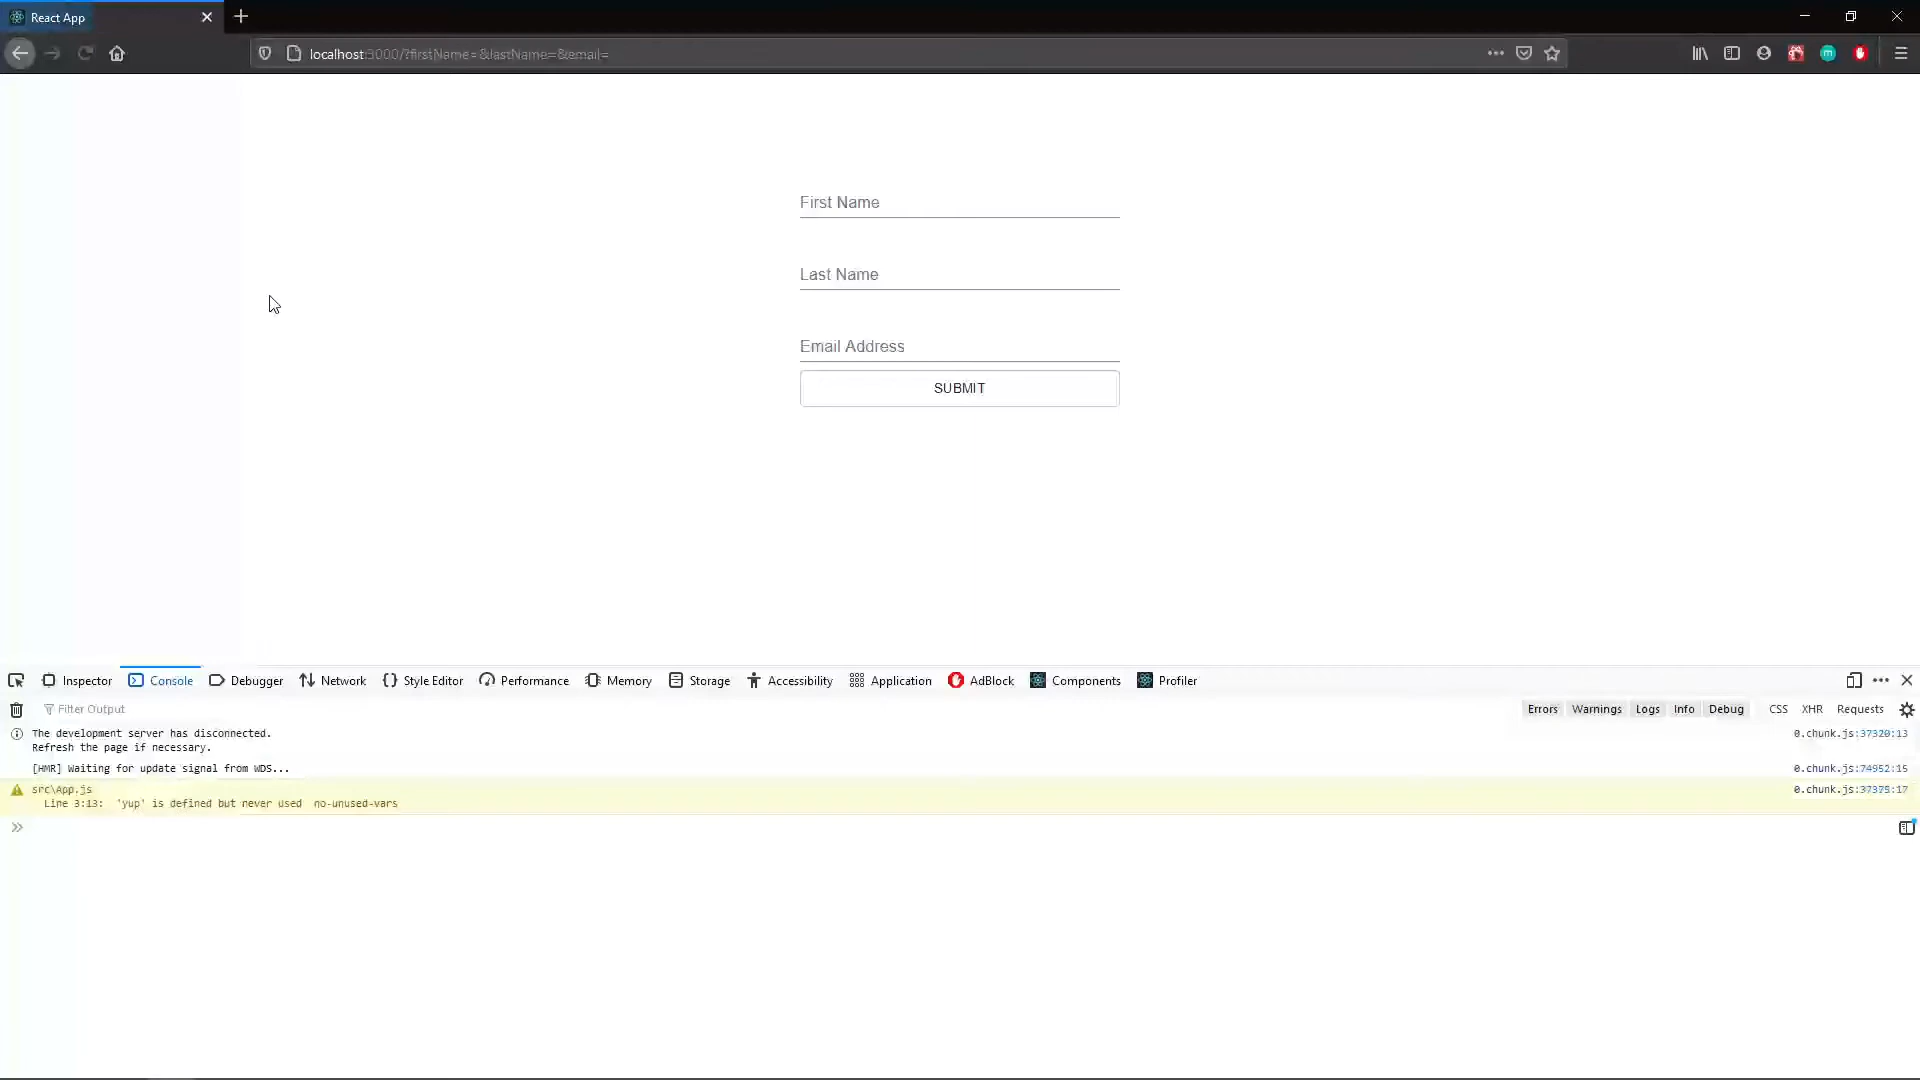 React App
localhost:3000/?firstName=&lastName=&email=
First Name
Last Name
Email Address
SUBMIT
Inspector Console Debugger Network Style Editor Performance Memory Storage Accessibility Application AdBlock Components Profiler
Filter Output Errors Warnings Logs Info Debug CSS XHR Requests
The development server has disconnected. 0.chunk.js:37320:13
Refresh the page if necessary.
[HMR] Waiting for update signal from WDS... 0.chunk.js:74952:15
src\App.js 0.chunk.js:37375:17
Line 3:13: 'yup' is defined but never used no-unused-vars